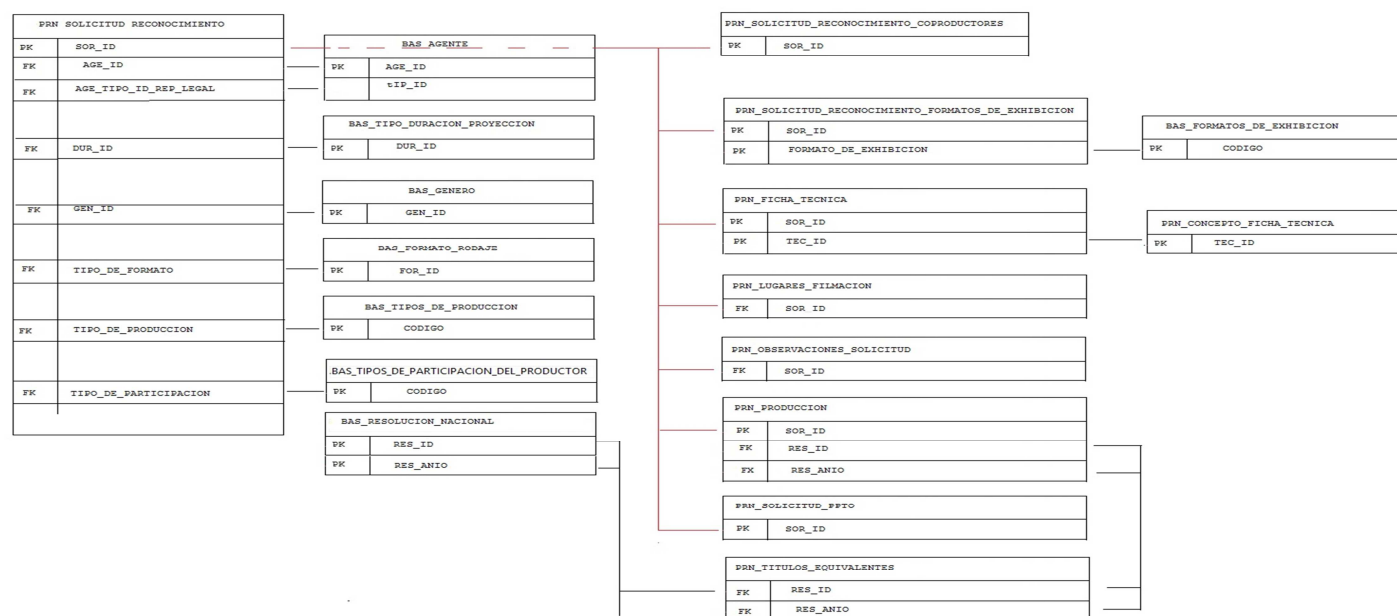 PRN SOLICITUD RECONOCIMIENTO
PK SOR_ID
FK AGE_ID
FK AGE_TIPO_ID_REP_LEGAL
FK DUR_ID
FK GEN_ID
FK TIPO_DE_FORMATO
FK TIPO_DE_PRODUCCION
FK TIPO_DE_PARTICIPACION
BAS_AGENTE
PK AGE_ID
tIP_ID
BAS_TIPO_DURACION_PROYECCION
PK DUR_ID
BAS_GENERO
PK GEN_ID
BAS_FORMATO_RODAJE
PK FOR_ID
BAS_TIPOS_DE_PRODUCCION
PK CODIGO
.BAS_TIPOS_DE_PARTICIPACION_DEL_PRODUCTOR
PK CODIGO
BAS_RESOLUCION_NACIONAL
PK RES_ID
PK RES_ANIO
PRN_SOLICITUD_RECONOCIMIENTO_COPRODUCTORES
PK SOR_ID
PRN_SOLICITUD_RECONOCIMIENTO_FORMATOS_DE_EXHIBICION
PK SOR_ID
PK FORMATO_DE_EXHIBICION
PRN_FICHA_TECNICA
PK SOR_ID
PK TEC_ID
PRN_LUGARES_FILMACION
FK SOR_ID
PRN_OBSERVACIONES_SOLICITUD
FK SOR_ID
PRN_PRODUCCION
PK SOR_ID
FK RES_ID
FX RES_ANIO
PRN_SOLICITUD_PPTO
PK SOR_ID
PRN_TITULOS_EQUIVALENTES
FK RES_ID
FK RES_ANIO
BAS_FORMATOS_DE_EXHIBICION
PK CODIGO
PRN_CONCEPTO_FICHA_TECNICA
PK TEC_ID